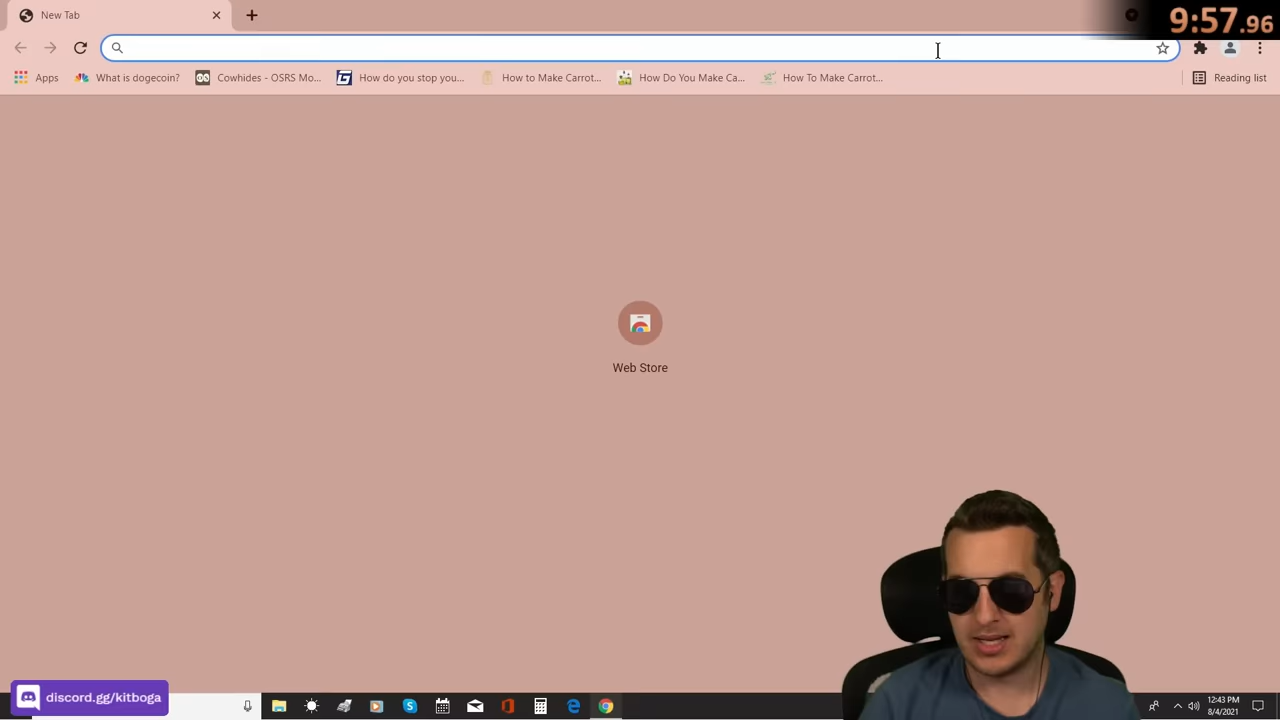 New Tab
9:57.96
Apps
What is dogecoin?
Cowhides - OSRS Mo...
How do you stop you...
How to Make Carrot...
How Do You Make Ca...
How To Make Carrot...
Reading list
Web Store
discord.gg/kitboga
12:43 PM
8/4/2021